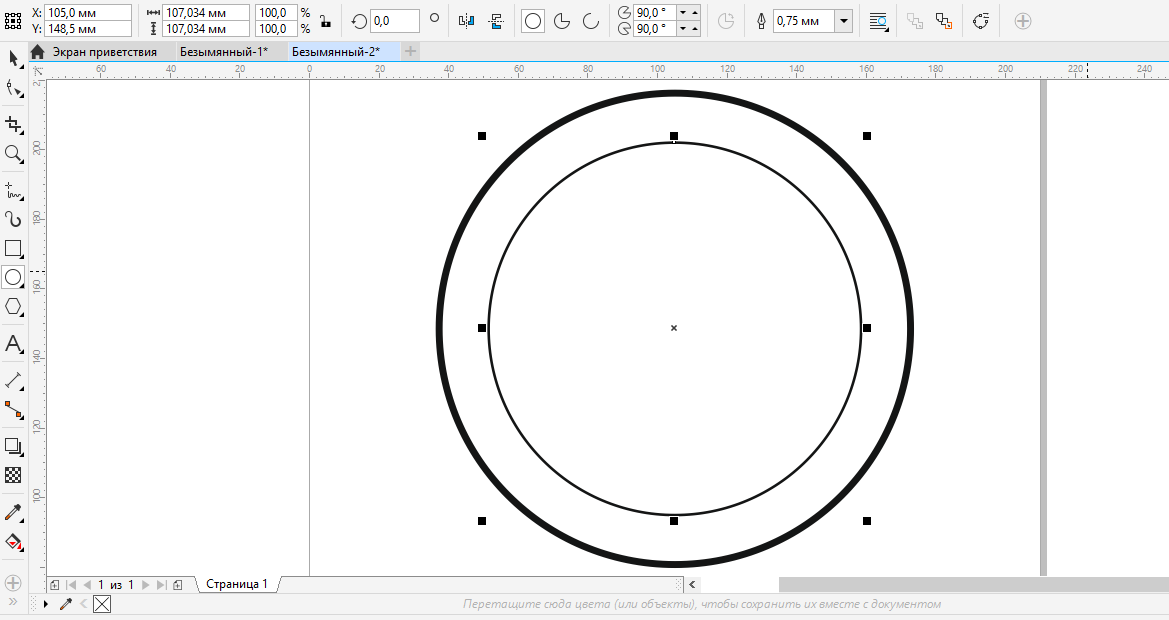 X: 105,0 мм 107,034 мм 100,0 % 0,0 90,0 ° 0,75 мм
Y: 148,5 мм 107,034 мм 100,0 % 90,0 °
Экран приветствия Безымянный-1* Безымянный-2*
60 40 20 0 20 40 60 80 100 120 140 160 180 200 220 240
200
180
160
140
120
100
1 из 1 Страница 1
Перетащите сюда цвета (или объекты), чтобы сохранить их вместе с документом